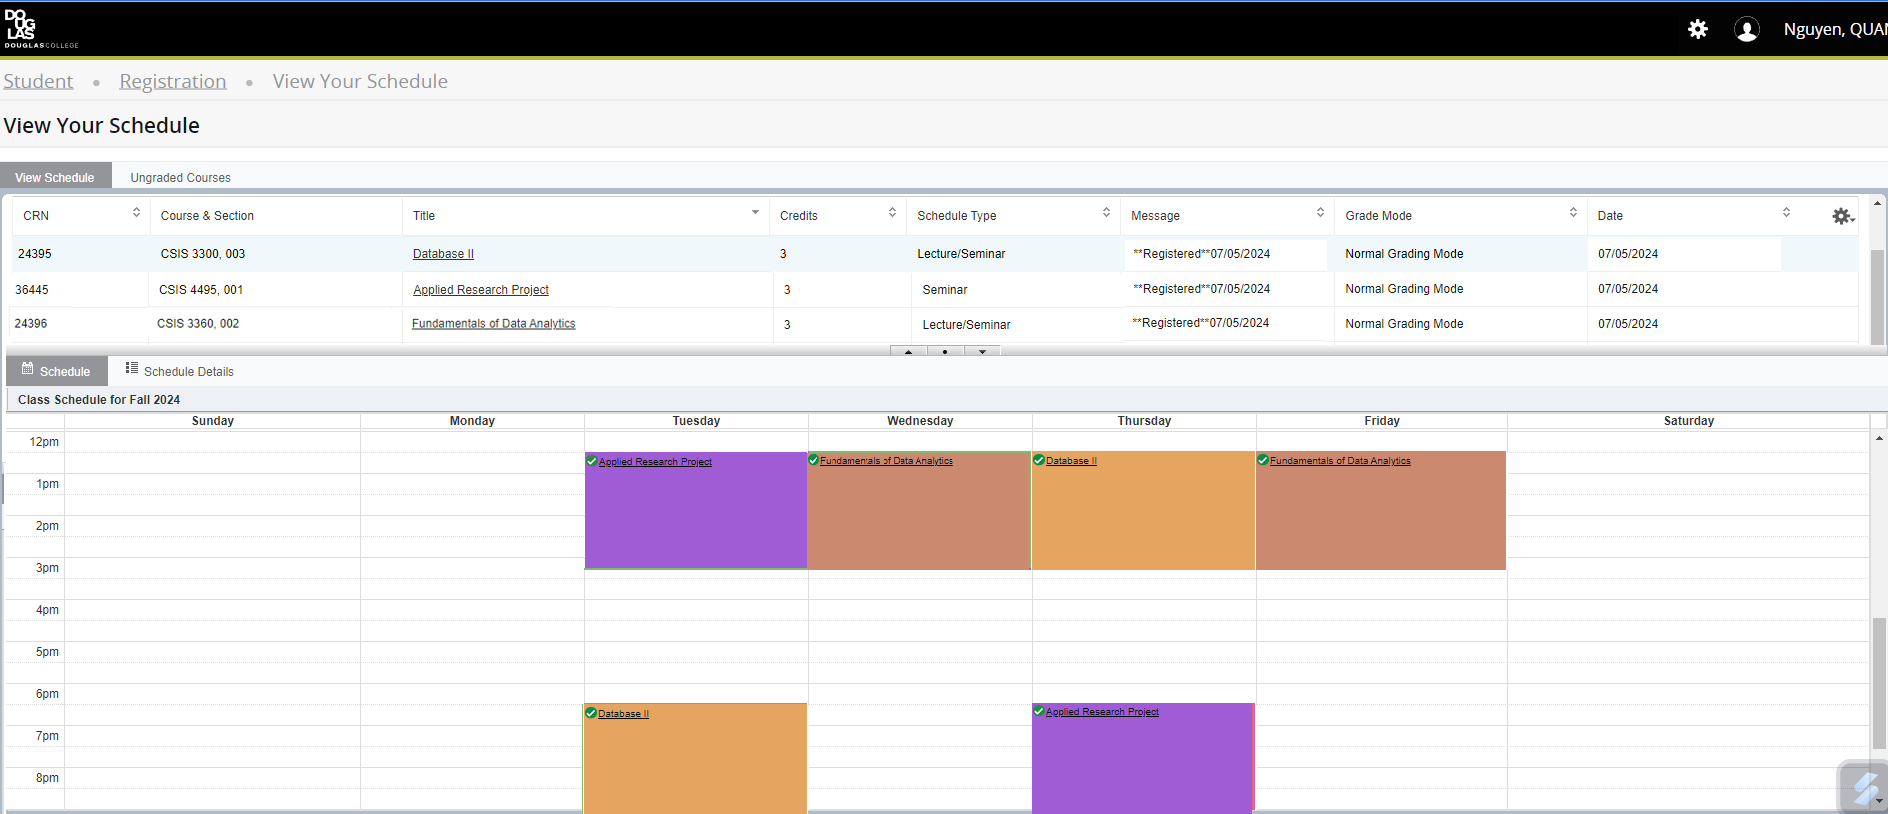 DOUGLAS
DOUGLASCOLLEGE
Nguyen, QUAN
Student • Registration • View Your Schedule
View Your Schedule
View Schedule Ungraded Courses
CRN Course & Section Title Credits Schedule Type Message Grade Mode Date
24395 CSIS 3300, 003 Database II 3 Lecture/Seminar **Registered**07/05/2024 Normal Grading Mode 07/05/2024
36445 CSIS 4495, 001 Applied Research Project 3 Seminar **Registered**07/05/2024 Normal Grading Mode 07/05/2024
24396 CSIS 3360, 002 Fundamentals of Data Analytics 3 Lecture/Seminar **Registered**07/05/2024 Normal Grading Mode 07/05/2024
Schedule Schedule Details
Class Schedule for Fall 2024
Sunday Monday Tuesday Wednesday Thursday Friday Saturday
12pm
Applied Research Project Fundamentals of Data Analytics Database II Fundamentals of Data Analytics
1pm
2pm
3pm
4pm
5pm
6pm
Database II Applied Research Project
7pm
8pm